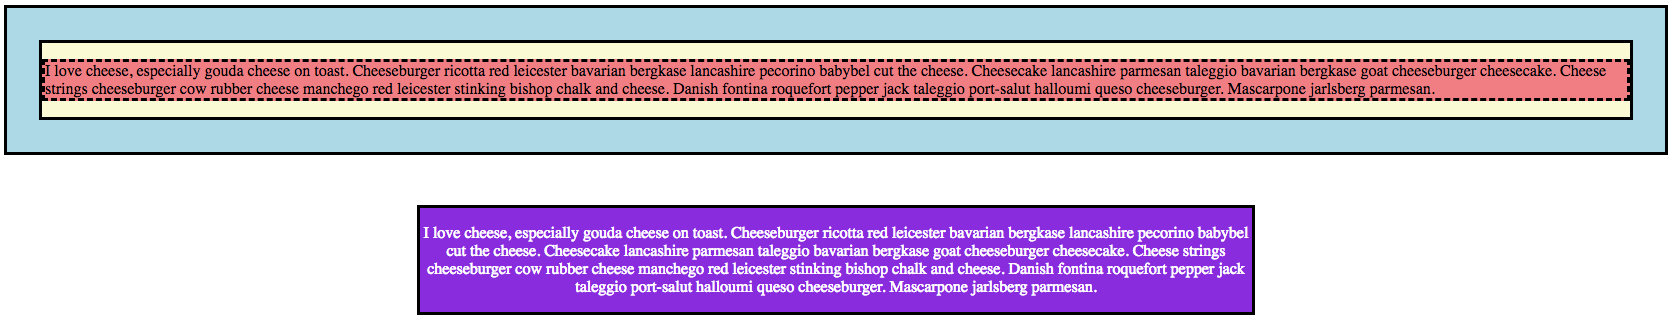 I love cheese, especially gouda cheese on toast. Cheeseburger ricotta red leicester bavarian bergkase lancashire pecorino babybel cut the cheese. Cheesecake lancashire parmesan taleggio bavarian bergkase goat cheeseburger cheesecake. Cheese
strings cheeseburger cow rubber cheese manchego red leicester stinking bishop chalk and cheese. Danish fontina roquefort pepper jack taleggio port-salut halloumi queso cheeseburger. Mascarpone jarlsberg parmesan.
I love cheese, especially gouda cheese on toast. Cheeseburger ricotta red leicester bavarian bergkase lancashire pecorino babybel
cut the cheese. Cheesecake lancashire parmesan taleggio bavarian bergkase goat cheeseburger cheesecake. Cheese strings
cheeseburger cow rubber cheese manchego red leicester stinking bishop chalk and cheese. Danish fontina roquefort pepper jack
taleggio port-salut halloumi queso cheeseburger. Mascarpone jarlsberg parmesan.